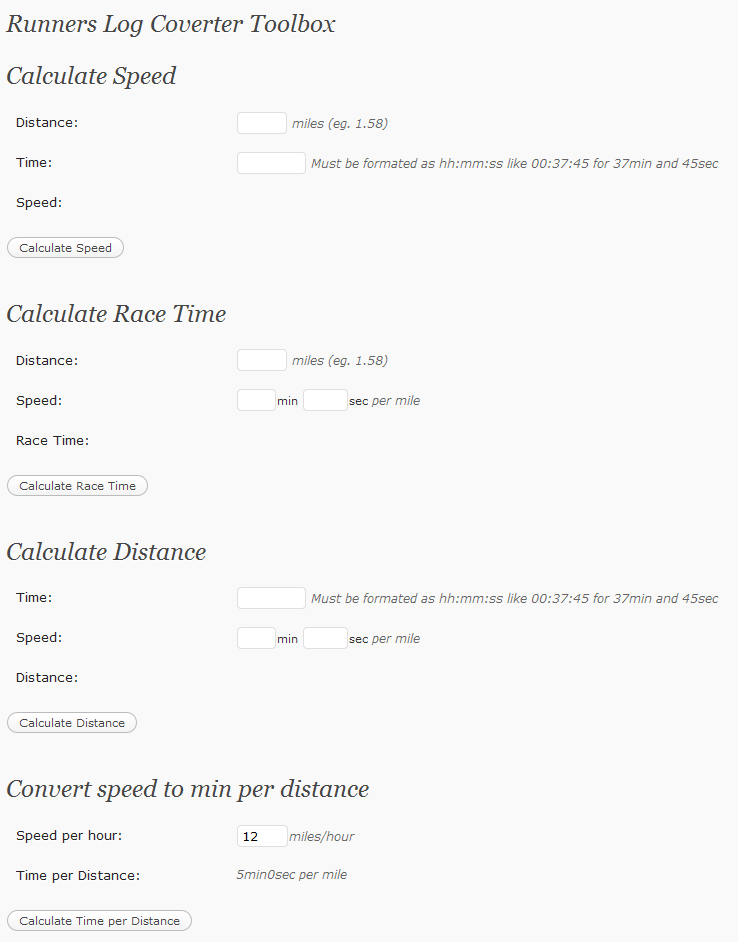 Runners Log Coverter Toolbox
Calculate Speed
Distance: miles (eg. 1.58)
Time: Must be formated as hh:mm:ss like 00:37:45 for 37min and 45sec
Speed:
Calculate Speed
Calculate Race Time
Distance: miles (eg. 1.58)
Speed: min sec per mile
Race Time:
Calculate Race Time
Calculate Distance
Time: Must be formated as hh:mm:ss like 00:37:45 for 37min and 45sec
Speed: min sec per mile
Distance:
Calculate Distance
Convert speed to min per distance
Speed per hour: 12 miles/hour
Time per Distance: 5min0sec per mile
Calculate Time per Distance